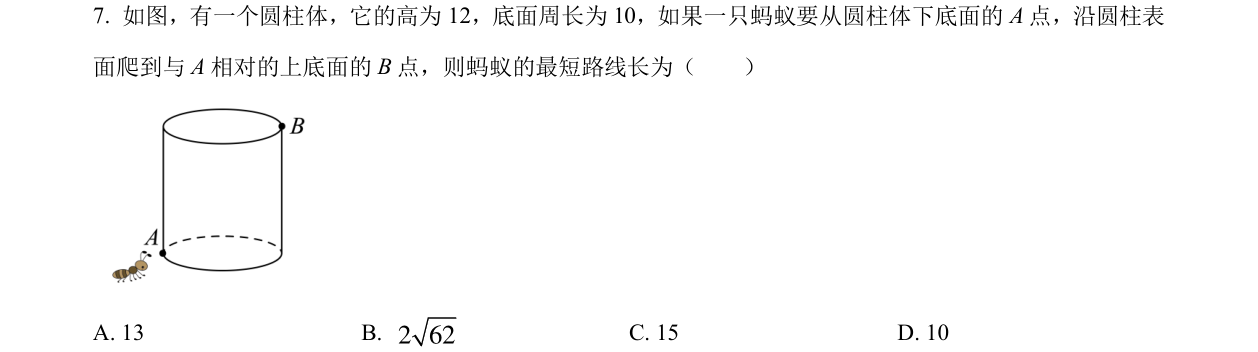 7. 如图，有一个圆柱体，它的高为 12，底面周长为 10，如果一只蚂蚁要从圆柱体下底面的 A 点，沿圆柱表
面爬到与 A 相对的上底面的 B 点，则蚂蚁的最短路线长为（　　）
B
A
A. 13 B. 2√62 C. 15 D. 10